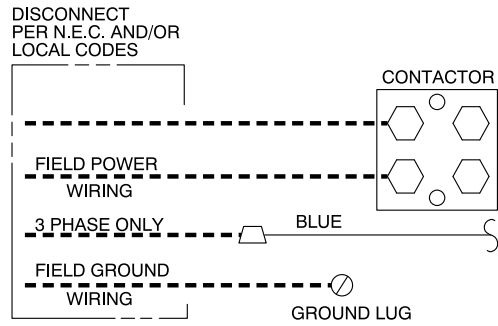 DISCONNECT
PER N.E.C. AND/OR
LOCAL CODES
CONTACTOR
FIELD POWER
WIRING
3 PHASE ONLY
BLUE
FIELD GROUND
WIRING
GROUND LUG